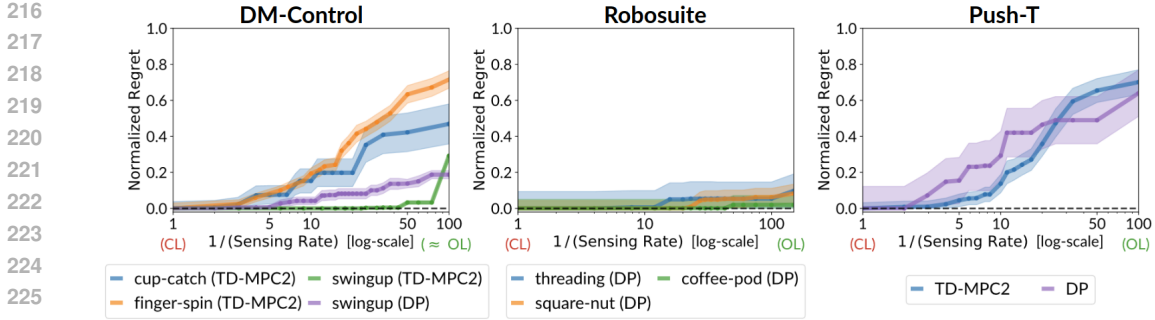 216
217
218
219
220
221
222
223
224
225
DM-Control
Normalized Regret
1.0
0.8
0.6
0.4
0.2
0.0
1 5 10 50 100
(CL) 1/(Sensing Rate) [log-scale] (≈ OL)
cup-catch (TD-MPC2) swingup (TD-MPC2)
finger-spin (TD-MPC2) swingup (DP)
Robosuite
Normalized Regret
1.0
0.8
0.6
0.4
0.2
0.0
1 5 10 50 100
(CL) 1/(Sensing Rate) [log-scale] (OL)
threading (DP) coffee-pod (DP)
square-nut (DP)
Push-T
Normalized Regret
1.0
0.8
0.6
0.4
0.2
0.0
1 5 10 50 100
(CL) 1/(Sensing Rate) [log-scale] (OL)
TD-MPC2 DP